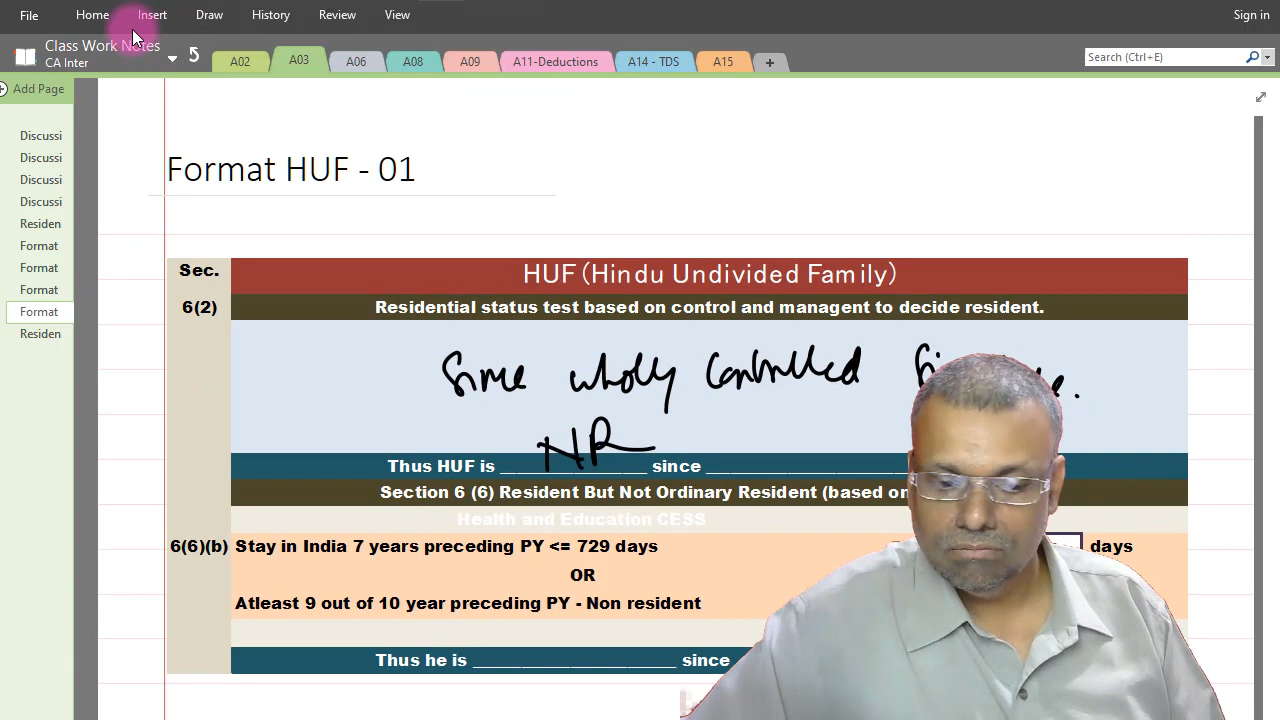 File Home Insert Draw History Review View Sign in
Class Work Notes
CA Inter
A02 A03 A06 A08 A09 A11-Deductions A14 - TDS A15 +
Search (Ctrl+E)
Add Page
Discussi
Discussi
Discussi
Discussi
Residen
Format
Format
Format
Format
Residen
Format HUF - 01
Sec. HUF (Hindu Undivided Family)
6(2) Residential status test based on control and managent to decide resident.
Since wholly controlled
NR
Thus HUF is ____ since ____
Section 6 (6) Resident But Not Ordinary Resident (based on
Health and Education CESS
6(6)(b) Stay in India 7 years preceding PY <= 729 days days
OR
Atleast 9 out of 10 year preceding PY - Non resident
Thus he is ____ since